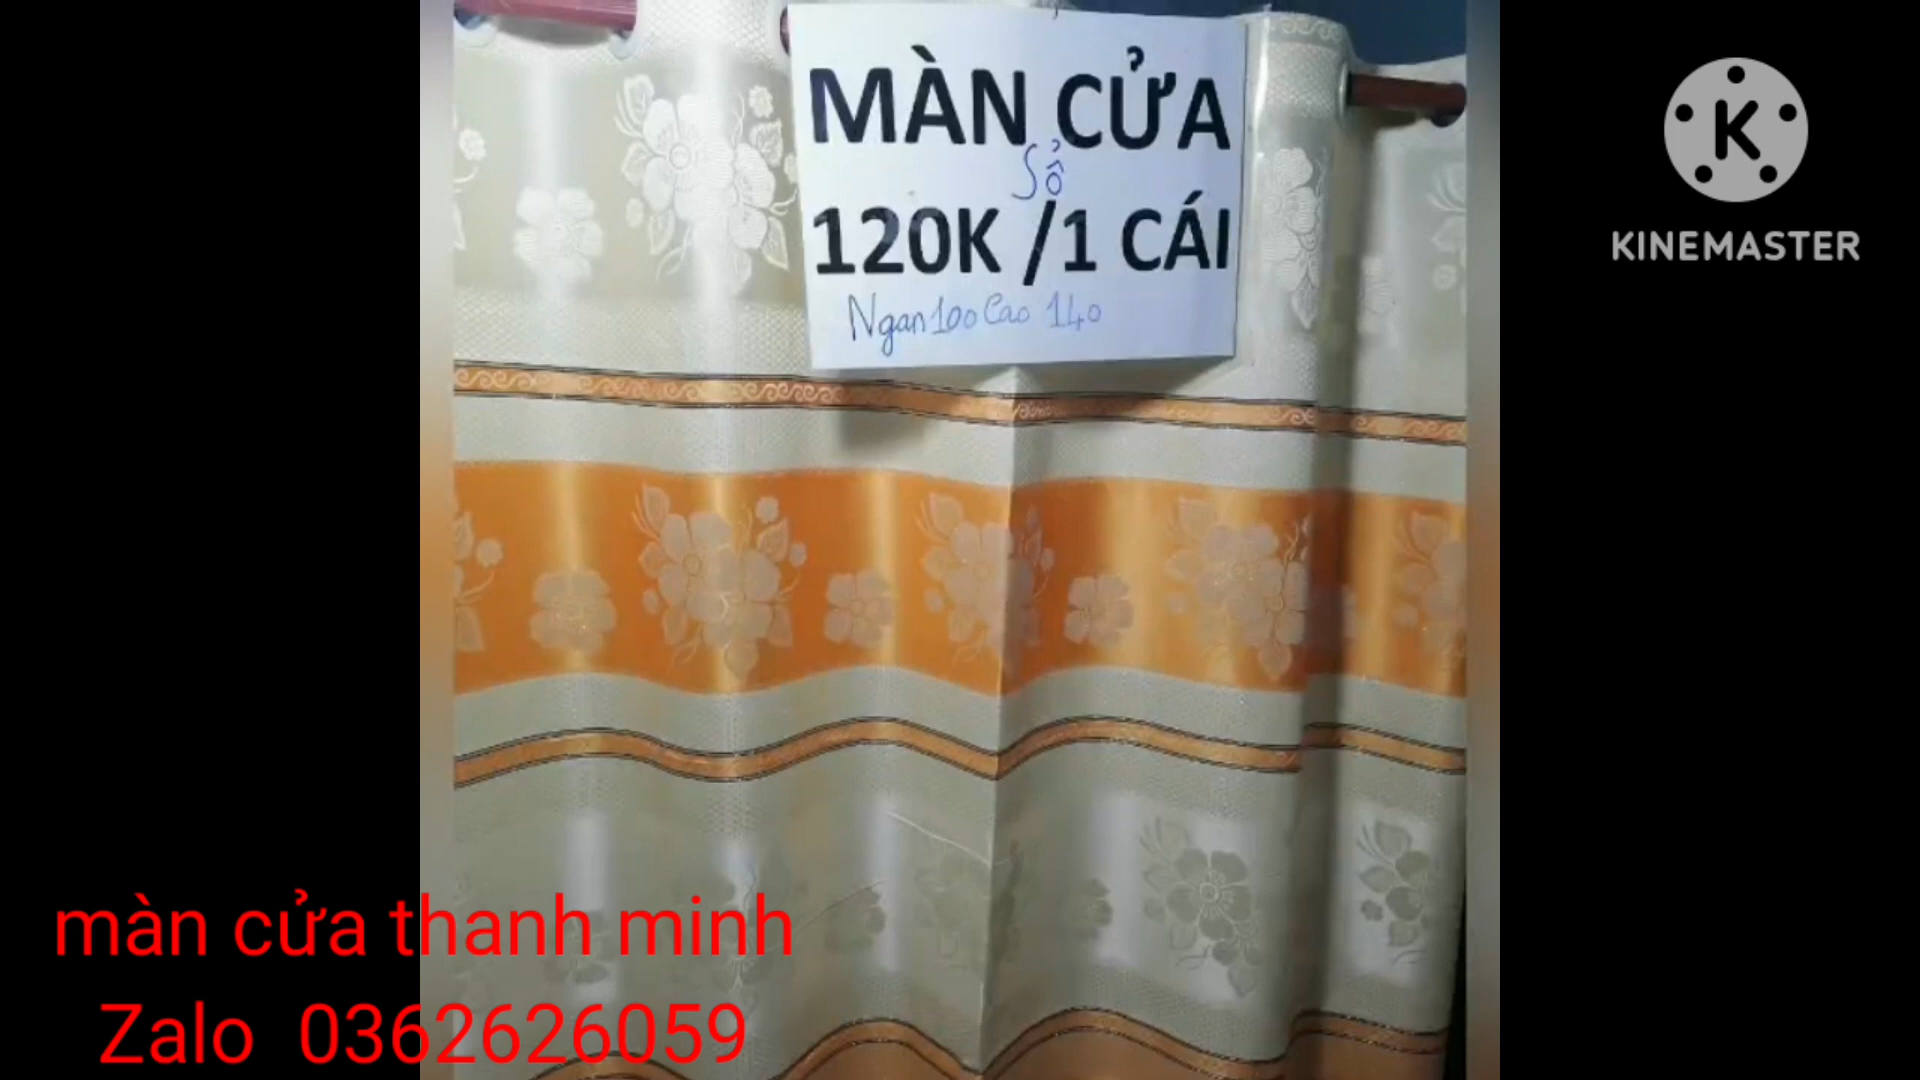 MÀN CỬA
Sổ
120K /1 CÁI
Ngan 100 Cao 140
KINEMASTER
màn cửa thanh minh
Zalo 0362626059